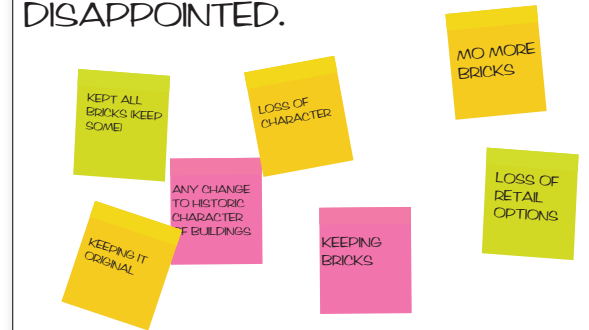 DISAPPOINTED.
KEPT ALL
BRICKS (KEEP
SOME)
LOSS OF
CHARACTER
MO MORE
BRICKS
ANY CHANGE
TO HISTORIC
CHARACTER
OF BUILDINGS
LOSS OF
RETAIL
OPTIONS
KEEPING IT
ORIGINAL
KEEPING
BRICKS